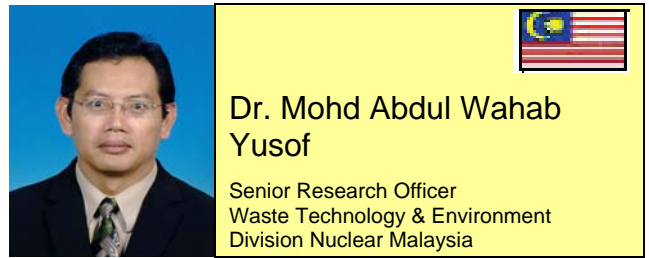 Dr. Mohd Abdul Wahab
Yusof
Senior Research Officer
Waste Technology & Environment
Division Nuclear Malaysia